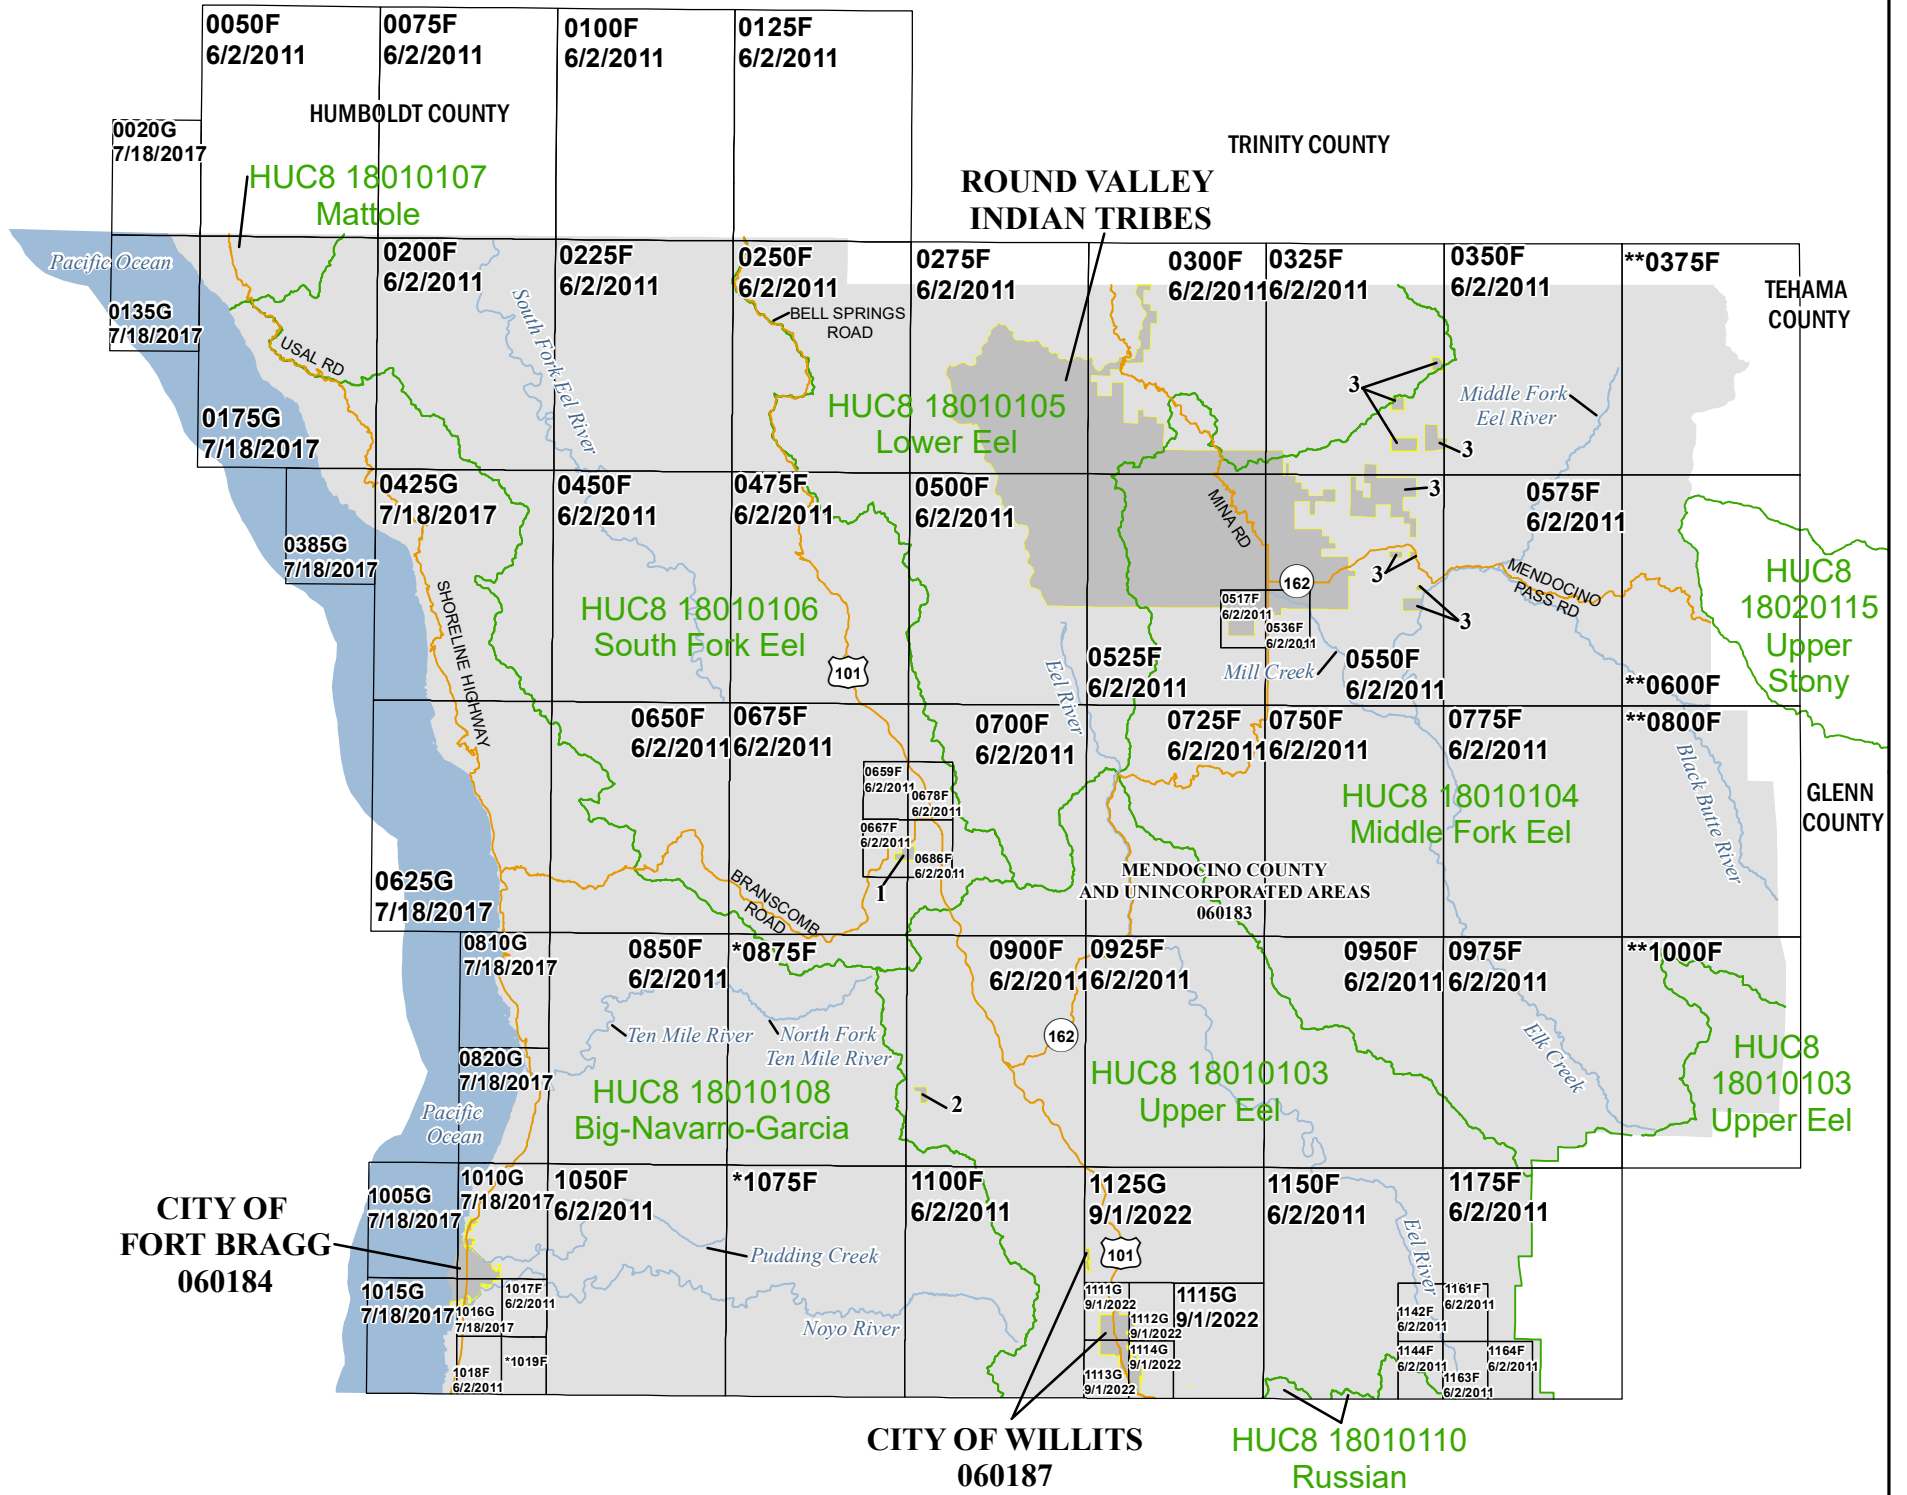 0050F
6/2/2011
0075F
6/2/2011
0100F
6/2/2011
0125F
6/2/2011
HUMBOLDT COUNTY
0020G
7/18/2017
TRINITY COUNTY
HUC8 18010107
Mattole
ROUND VALLEY
INDIAN TRIBES
Pacific Ocean
0135G
7/18/2017
0175G
7/18/2017
0200F
6/2/2011
0225F
6/2/2011
0250F
6/2/2011
0275F
6/2/2011
0300F
6/2/2011
0325F
6/2/2011
0350F
6/2/2011
**0375F
TEHAMA
COUNTY
BELL SPRINGS
ROAD
USAL RD
South Fork Eel River
HUC8 18010105
Lower Eel
3
Middle Fork
Eel River
3
0385G
7/18/2017
0425G
7/18/2017
0450F
6/2/2011
0475F
6/2/2011
0500F
6/2/2011
MINA RD
3
0575F
6/2/2011
162
3
MENDOCINO
PASS RD
HUC8
18020115
Upper
Stony
SHORELINE HIGHWAY
HUC8 18010106
South Fork Eel
101
0517F
6/2/2011
0536F
6/2/2011
3
Eel River
0525F
6/2/2011
Mill Creek
0550F
6/2/2011
**0600F
0625G
7/18/2017
0650F
6/2/2011
0675F
6/2/2011
0700F
6/2/2011
0725F
6/2/2011
0750F
6/2/2011
0775F
6/2/2011
**0800F
0659F
6/2/2011
0678F
6/2/2011
0667F
6/2/2011
0686F
6/2/2011
1
HUC8 18010104
Middle Fork Eel
Black Butte River
GLENN
COUNTY
BRANSCOMB
ROAD
MENDOCINO COUNTY
AND UNINCORPORATED AREAS
060183
0810G
7/18/2017
0850F
6/2/2011
*0875F
0900F
6/2/2011
0925F
6/2/2011
0950F
6/2/2011
0975F
6/2/2011
**1000F
Ten Mile River
North Fork
Ten Mile River
162
0820G
7/18/2017
Elk Creek
HUC8 18010108
Big-Navarro-Garcia
2
HUC8 18010103
Upper Eel
HUC8
18010103
Upper Eel
Pacific
Ocean
1005G
7/18/2017
1010G
7/18/2017
1050F
6/2/2011
*1075F
1100F
6/2/2011
1125G
9/1/2022
1150F
6/2/2011
1175F
6/2/2011
CITY OF
FORT BRAGG
060184
Pudding Creek
101
Eel River
1015G
7/18/2017
1016G
7/18/2017
1017F
6/2/2011
Noyo River
1111G
9/1/2022
1112G
9/1/2022
1115G
9/1/2022
1142F
6/2/2011
1161F
6/2/2011
1018F
6/2/2011
*1019F
1113G
9/1/2022
1114G
9/1/2022
1144F
6/2/2011
1163F
6/2/2011
1164F
6/2/2011
CITY OF WILLITS
060187
HUC8 18010110
Russian